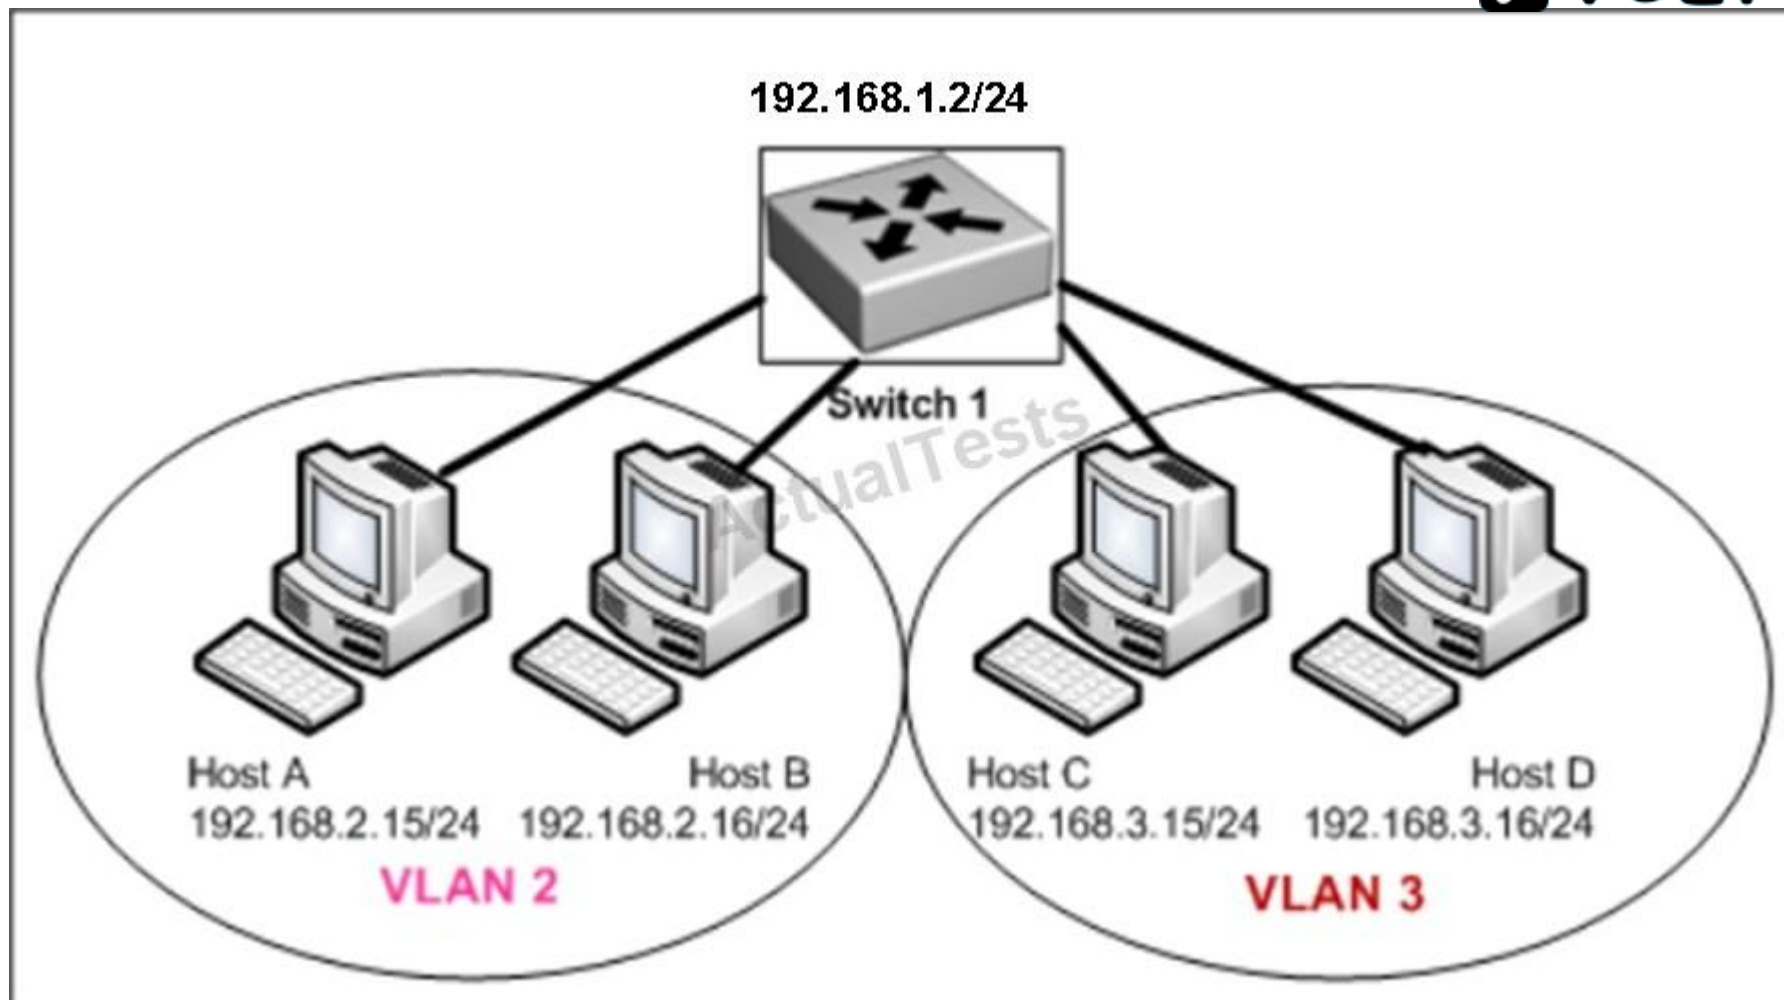 192.168.1.2/24
Switch 1
ActualTests
Host A
Host B
Host C
Host D
192.168.2.15/24
192.168.2.16/24
192.168.3.15/24
192.168.3.16/24
VLAN 2
VLAN 3